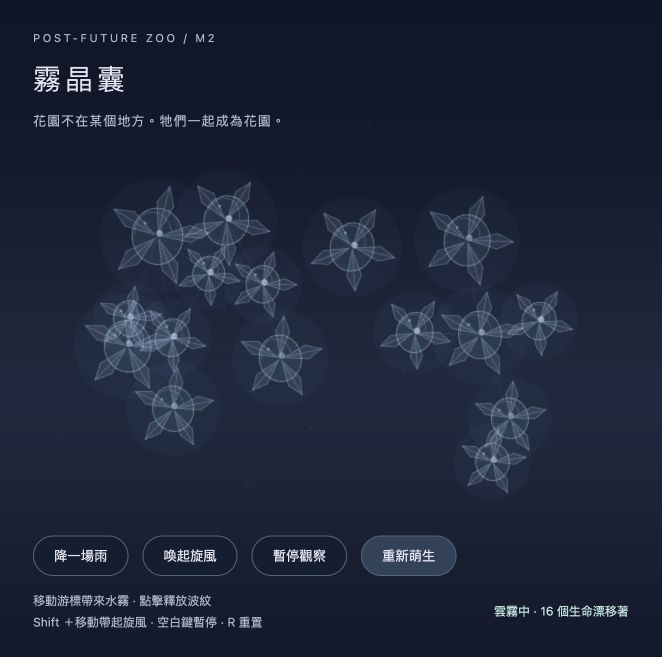 POST-FUTURE ZOO / M2
霧晶囊
花園不在某個地方。牠們一起成為花園。
降一場雨
喚起旋風
暫停觀察
重新萌生
移動游標帶來水霧 · 點擊釋放波紋
Shift ＋移動帶起旋風 · 空白鍵暫停 · R 重置
雲霧中 · 16 個生命漂移著